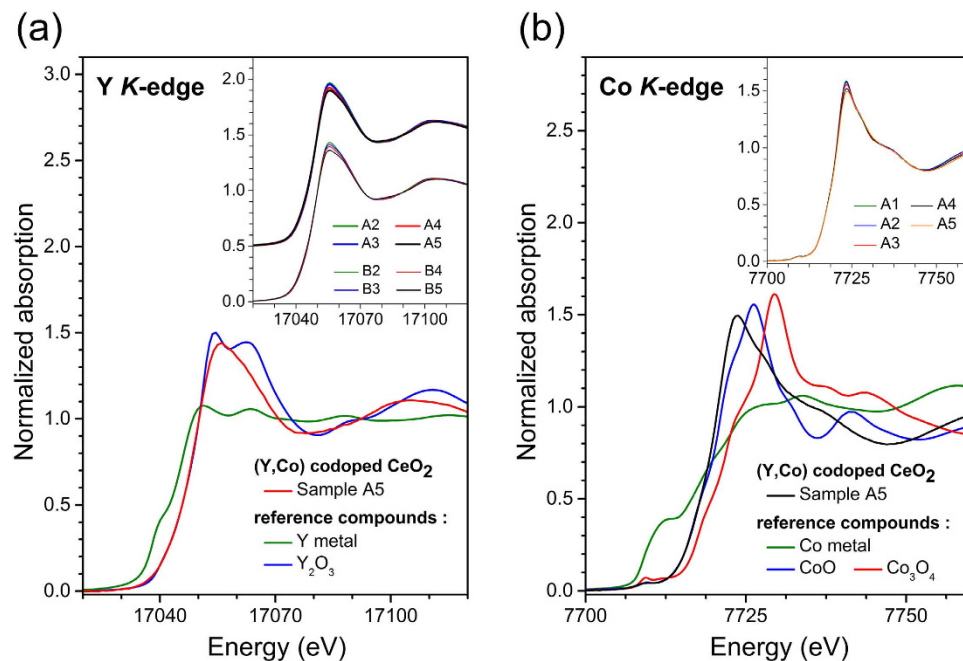 (a)
Y K-edge
Normalized absorption
3.0
2.5
2.0
1.5
1.0
0.5
0.0
17040 17070 17100
Energy (eV)
2.0
1.5
1.0
0.5
0.0
17040 17070 17100
A2 A4
A3 A5
B2 B4
B3 B5
(Y,Co) codoped CeO2
Sample A5
reference compounds :
Y metal
Y2O3
(b)
Co K-edge
Normalized absorption
2.5
2.0
1.5
1.0
0.5
0.0
7700 7725 7750
Energy (eV)
1.5
1.0
0.5
0.0
7700 7725 7750
A1 A4
A2 A5
A3
(Y,Co) codoped CeO2
Sample A5
reference compounds :
Co metal
CoO Co3O4